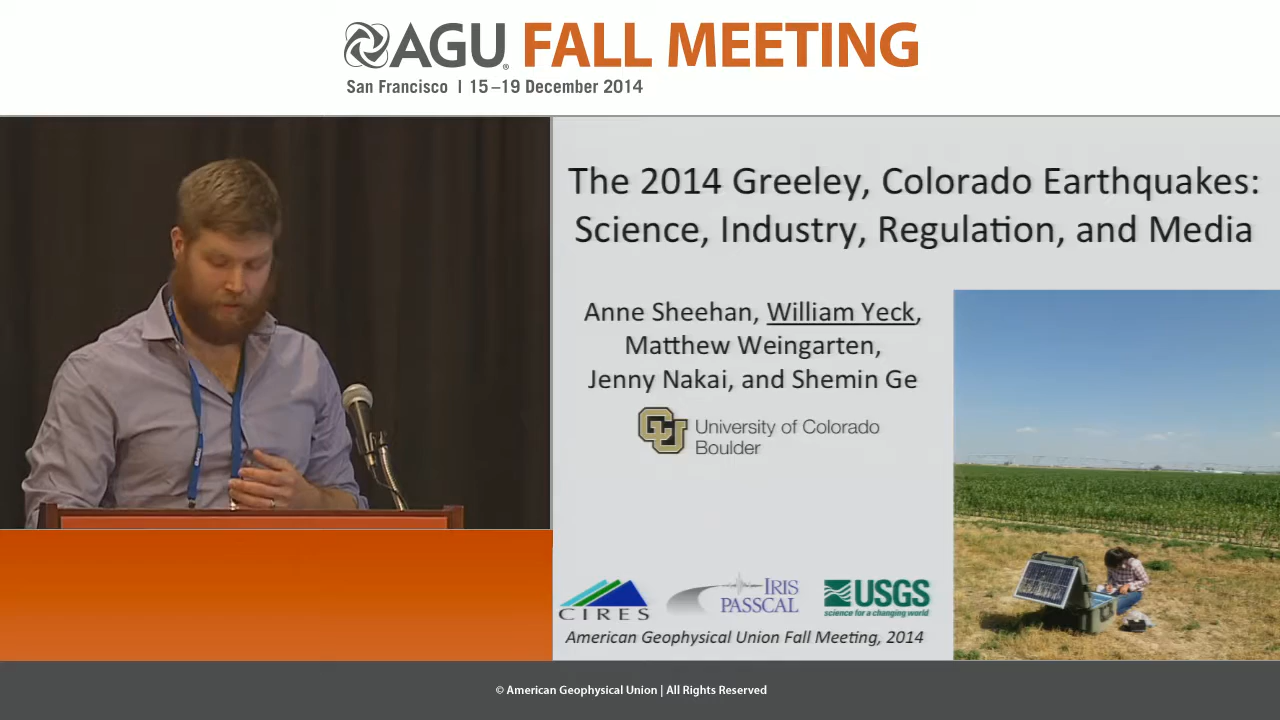 AGU® FALL MEETING
San Francisco | 15–19 December 2014
The 2014 Greeley, Colorado Earthquakes:
Science, Industry, Regulation, and Media
Anne Sheehan, William Yeck,
Matthew Weingarten,
Jenny Nakai, and Shemin Ge
CU University of Colorado
Boulder
CIRES
IRIS
PASSCAL
USGS
science for a changing world
American Geophysical Union Fall Meeting, 2014
© American Geophysical Union | All Rights Reserved